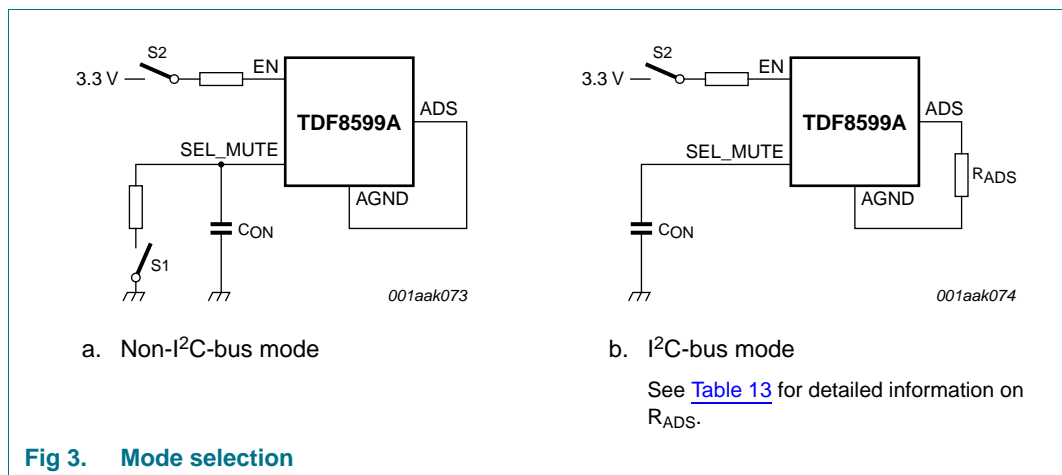 S2
3.3 V
EN
TDF8599A
ADS
SEL_MUTE
AGND
CON
S1
001aak073
a. Non-I2C-bus mode
S2
3.3 V
EN
TDF8599A
ADS
SEL_MUTE
RADS
AGND
CON
001aak074
b. I2C-bus mode
See Table 13 for detailed information on
RADS.
Fig 3. Mode selection